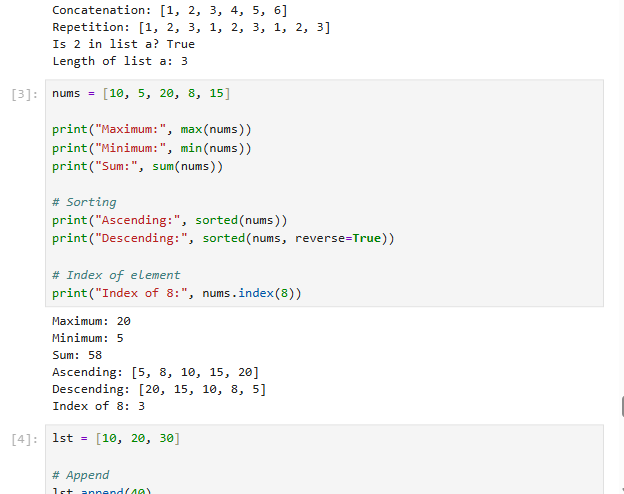 Concatenation: [1, 2, 3, 4, 5, 6]
Repetition: [1, 2, 3, 1, 2, 3, 1, 2, 3]
Is 2 in list a? True
Length of list a: 3
[3]: nums = [10, 5, 20, 8, 15]
print("Maximum:", max(nums))
print("Minimum:", min(nums))
print("Sum:", sum(nums))
# Sorting
print("Ascending:", sorted(nums))
print("Descending:", sorted(nums, reverse=True))
# Index of element
print("Index of 8:", nums.index(8))
Maximum: 20
Minimum: 5
Sum: 58
Ascending: [5, 8, 10, 15, 20]
Descending: [20, 15, 10, 8, 5]
Index of 8: 3
[4]: lst = [10, 20, 30]
# Append
lst.append(40)